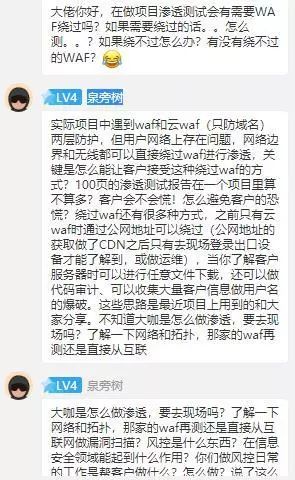 大佬你好，在做项目渗透测试会有需要WA
F绕过吗？如果需要绕过的话。。怎么
测。。？如果绕不过怎么办？有没有绕不过
的WAF？
LV4 泉旁树
实际项目中遇到waf和云waf（只防域名）
两层防护，但用户网络上存在问题，网络边
界和无线都可以直接绕过waf进行渗透，关
键是怎么能让客户接受这种绕过waf的方
式？100页的渗透测试报告在一个项目里算
不算多？客户会不会慌！怎么避免客户的恐
慌？绕过waf还有很多种方式，之前只有云
waf时通过公网地址可以绕过（公网地址的
获取做了CDN之后只有去现场登录出口设
备才能了解到，或做运维），当你了解客户
服务器时可以进行任意文件下载，还可以做
代码审计、可以收集大量客户信息做用户名
的爆破。这些思路是最近项目上用到的和大
家分享。不知道大咖是怎么做渗透，要去现
场吗？了解一下网络和拓扑，那家的waf再
测还是直接从互联
LV4 泉旁树
大咖是怎么做渗透，要去现场吗？了解一下
网络和拓扑，那家的waf再测还是直接从互
联网做漏洞扫描？风控是什么东西？在信息
安全领域能起到什么作用？你们做风控日常
的工作是帮客户做什么？怎么做？说了这么